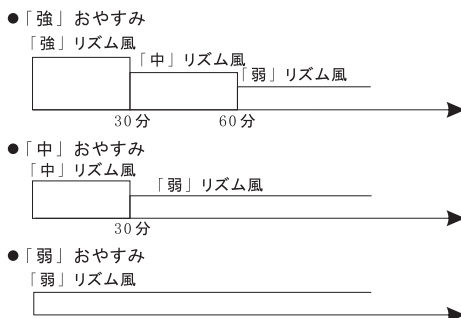 ●「強」おやすみ
「強」リズム風
「中」リズム風
「弱」リズム風
30分
60分
●「中」おやすみ
「中」リズム風
「弱」リズム風
30分
●「弱」おやすみ
「弱」リズム風